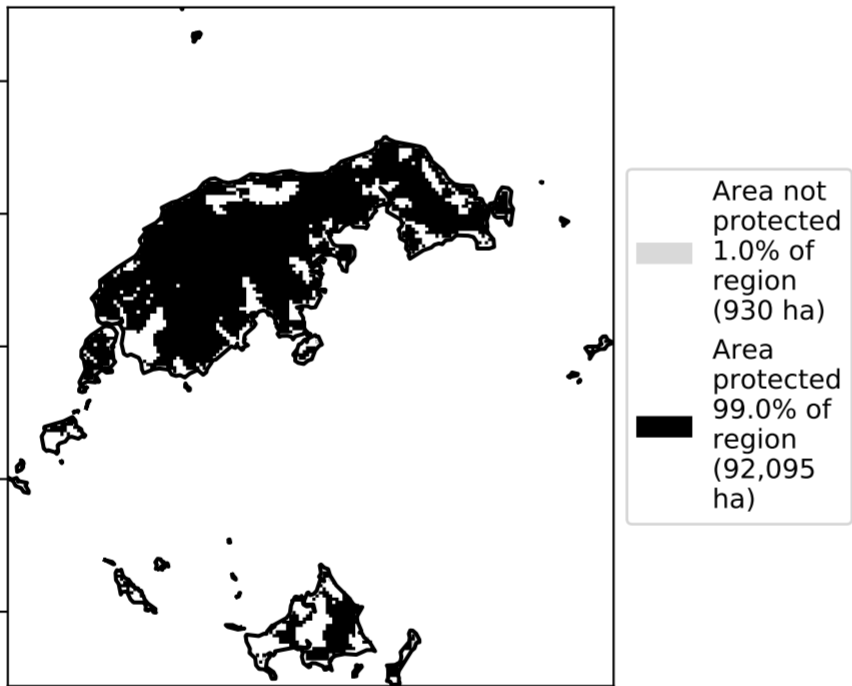 Area not
protected
1.0% of
region
(930 ha)
Area
protected
99.0% of
region
(92,095
ha)